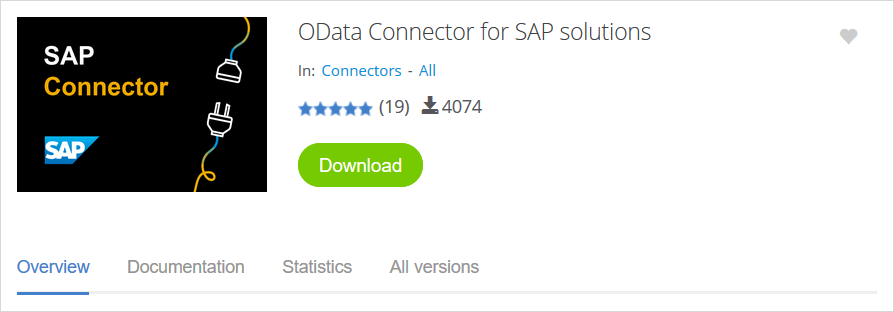 SAP
Connector
SAP
OData Connector for SAP solutions
In: Connectors - All
(19) 4074
Download
Overview Documentation Statistics All versions